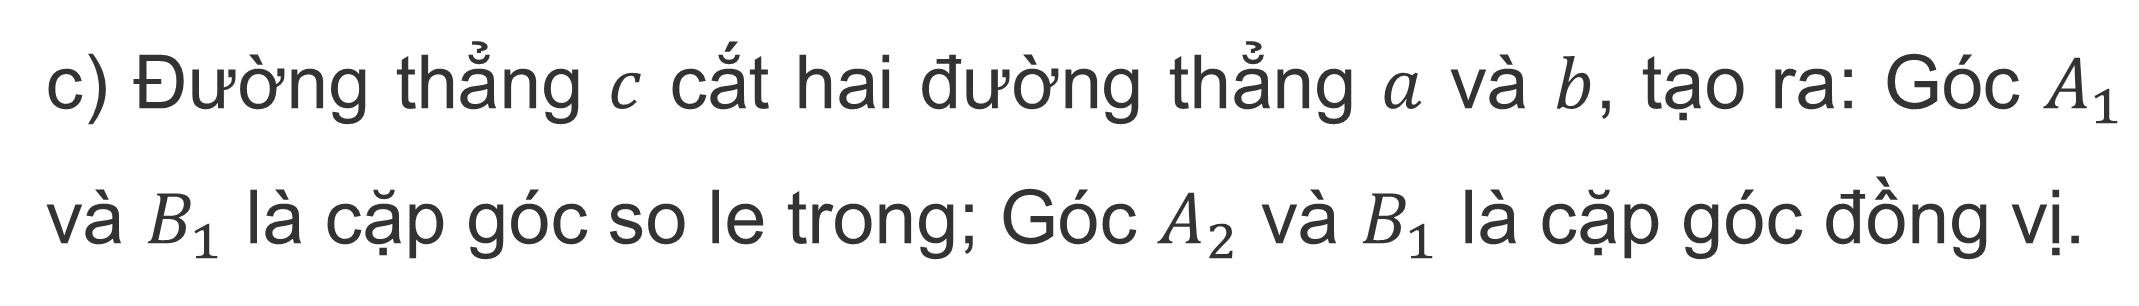 c) Đường thẳng c cắt hai đường thẳng a và b, tạo ra: Góc A₁
và B₁ là cặp góc so le trong; Góc A₂ và B₁ là cặp góc đồng vị.